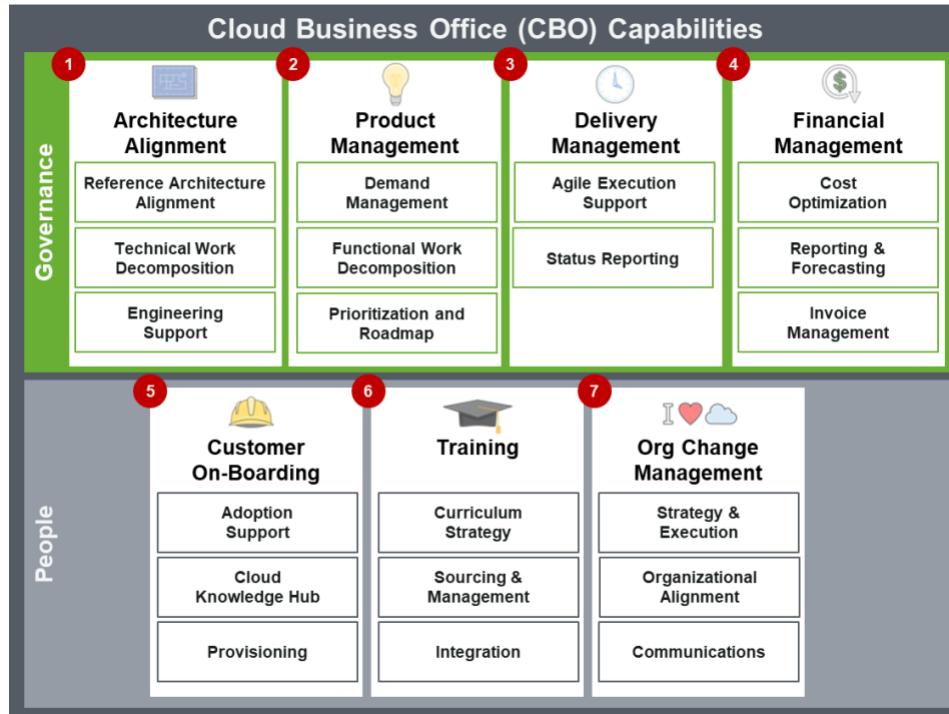 Cloud Business Office (CBO) Capabilities
Governance
1
Architecture
Alignment
Reference Architecture
Alignment
Technical Work
Decomposition
Engineering
Support
2
Product
Management
Demand
Management
Functional Work
Decomposition
Prioritization and
Roadmap
3
Delivery
Management
Agile Execution
Support
Status Reporting
4
$
Financial
Management
Cost
Optimization
Reporting &
Forecasting
Invoice
Management
People
5
Customer
On-Boarding
Adoption
Support
Cloud
Knowledge Hub
Provisioning
6
Training
Curriculum
Strategy
Sourcing &
Management
Integration
7
I
Org Change
Management
Strategy &
Execution
Organizational
Alignment
Communications